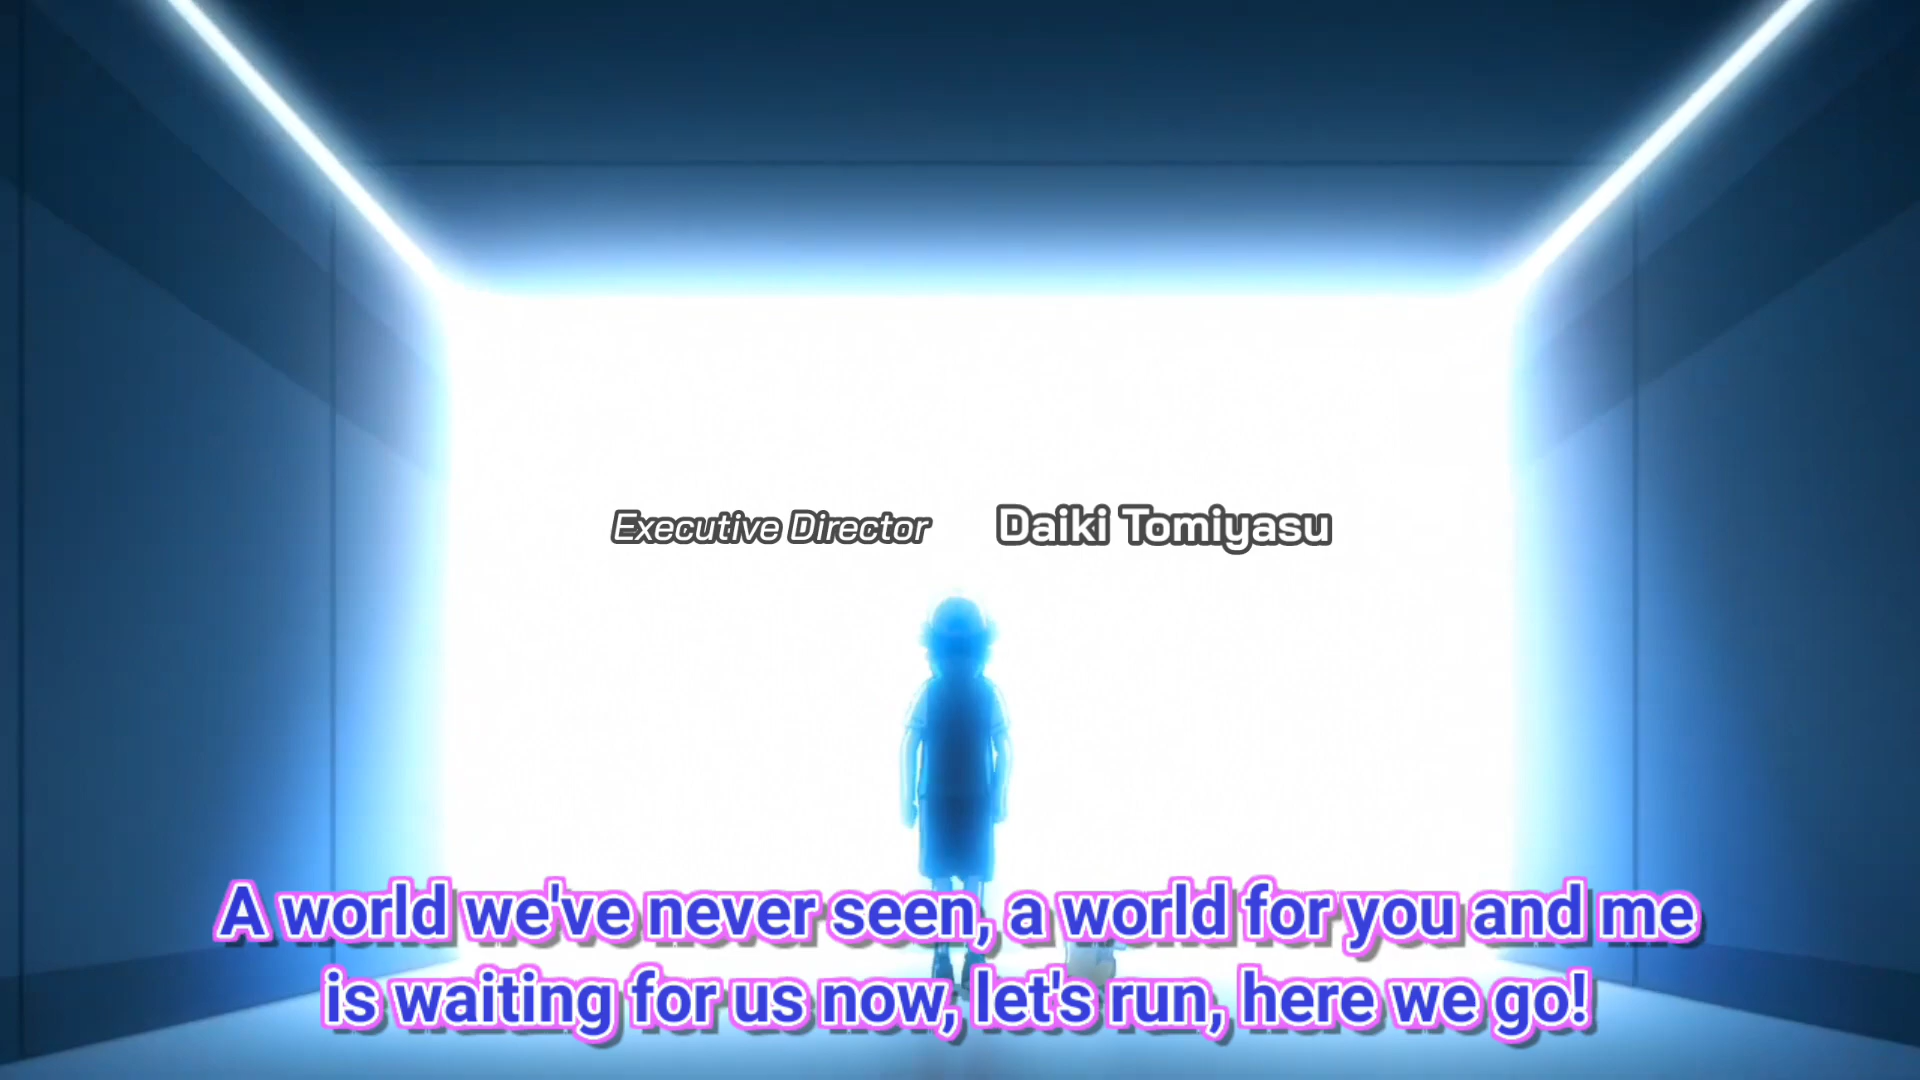 Executive Director Daiki Tomiyasu
A world we've never seen, a world for you and me
is waiting for us now, let's run, here we go!